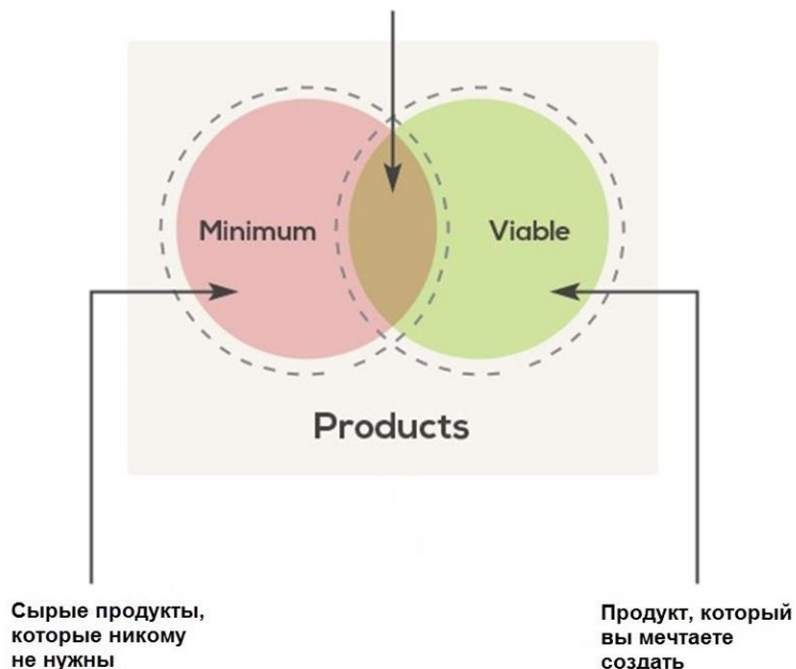 Minimum
Viable
Products
Сырые продукты,
которые никому
не нужны
Продукт, который
вы мечтаете
создать